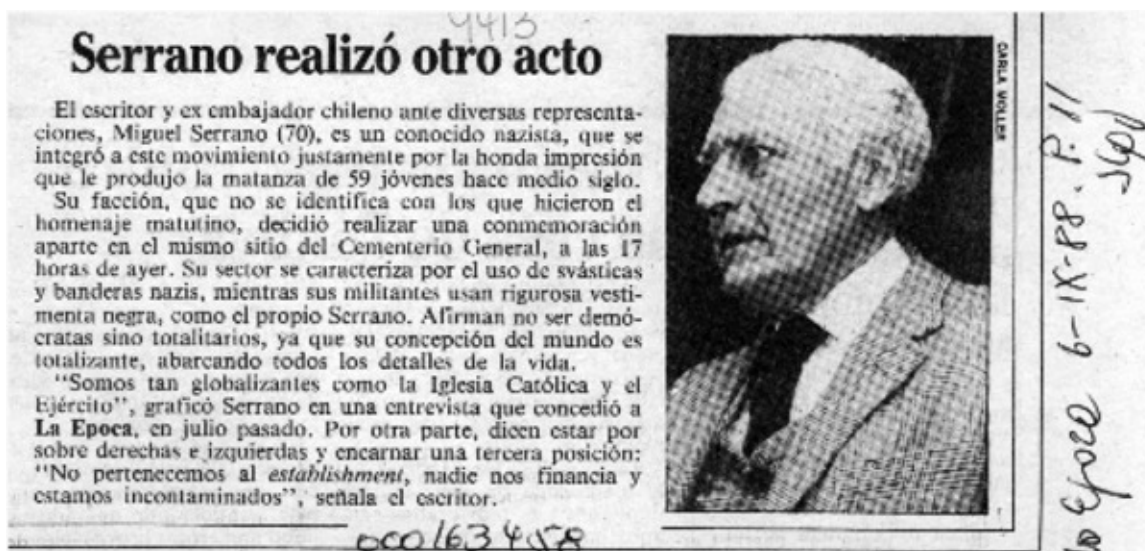 4413
Serrano realizó otro acto
El escritor y ex embajador chileno ante diversas representa-
ciones, Miguel Serrano (70), es un conocido nazista, que se
integró a este movimiento justamente por la honda impresión
que le produjo la matanza de 59 jóvenes hace medio siglo.
Su facción, que no se identifica con los que hicieron el
homenaje matutino, decidió realizar una conmemoración
aparte en el mismo sitio del Cementerio General, a las 17
horas de ayer. Su sector se caracteriza por el uso de svásticas
y banderas nazis, mientras sus militantes usan rigurosa vesti-
menta negra, como el propio Serrano. Afirman no ser demó-
cratas sino totalitarios, ya que su concepción del mundo es
totalizante, abarcando todos los detalles de la vida.
"Somos tan globalizantes como la Iglesia Católica y el
Ejército", graficó Serrano en una entrevista que concedió a
La Epoca, en julio pasado. Por otra parte, dicen estar por
sobre derechas e izquierdas y encarnar una tercera posición:
"No pertenecemos al establishment, nadie nos financia y
estamos incontaminados", señala el escritor.
CARLA MOLLER
Epoca 6-IX-88. P. 11
000163458